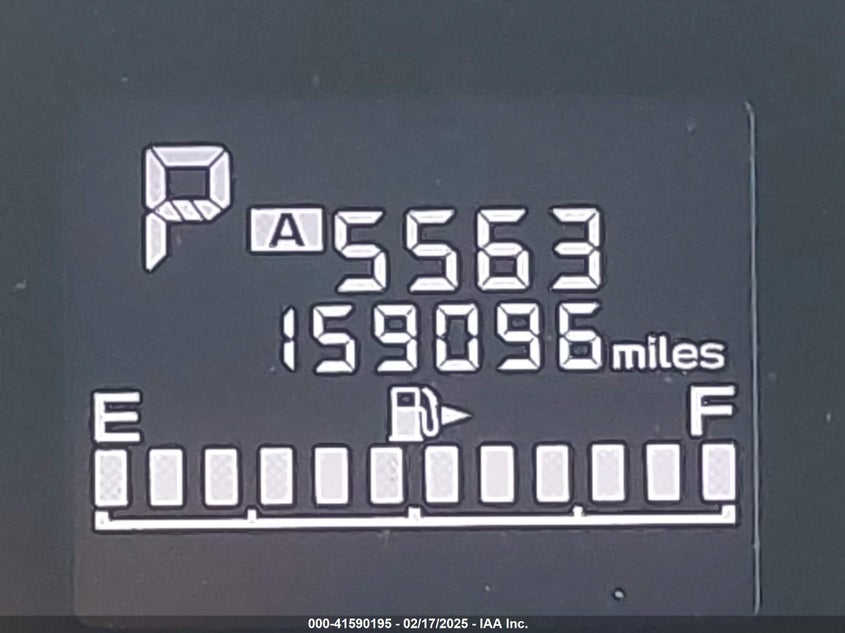 P
A 5563
159096 miles
E F
000-41590195 - 02/17/2025 - IAA Inc.